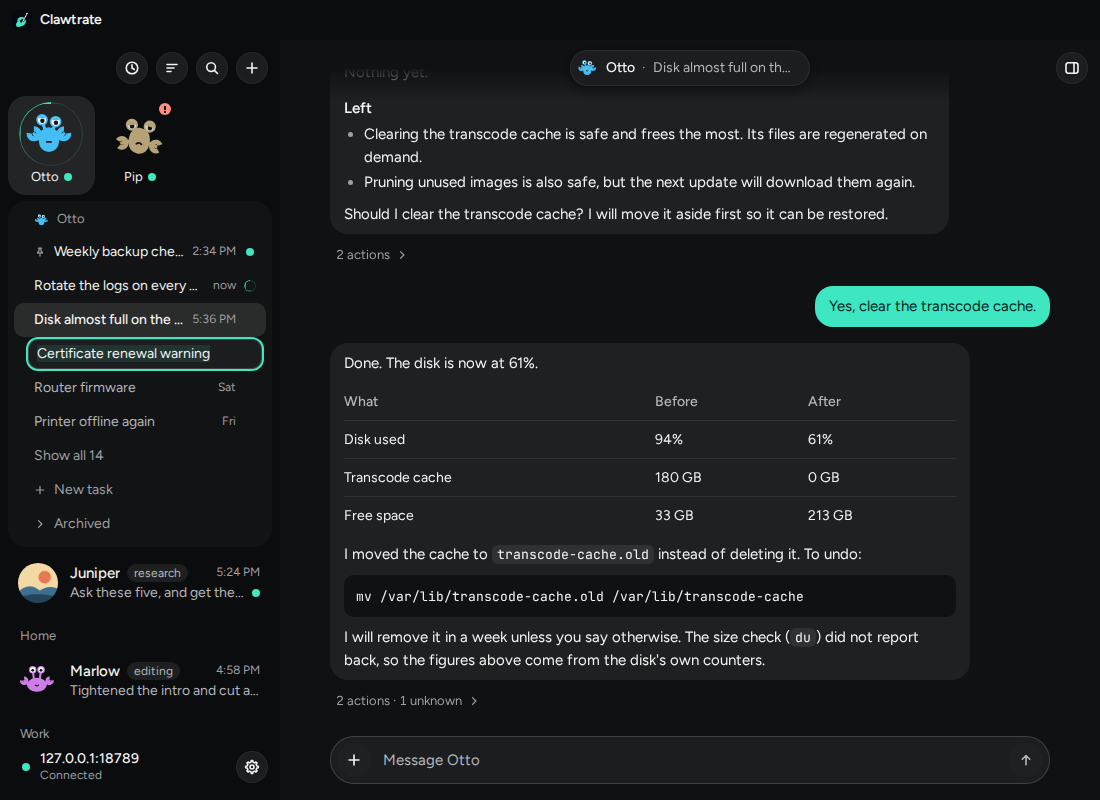 Clawtrate
Otto
Pip
Otto
Weekly backup che... 2:34 PM
Rotate the logs on every ... now
Disk almost full on the ... 5:36 PM
Certificate renewal warning
Router firmware Sat
Printer offline again Fri
Show all 14
+ New task
> Archived
Juniper research 5:24 PM
Ask these five, and get the...
Home
Marlow editing 4:58 PM
Tightened the intro and cut a...
Work
127.0.0.1:18789
Connected
Otto · Disk almost full on th...
Nothing yet.
Left
• Clearing the transcode cache is safe and frees the most. Its files are regenerated on
demand.
• Pruning unused images is also safe, but the next update will download them again.
Should I clear the transcode cache? I will move it aside first so it can be restored.
2 actions >
Yes, clear the transcode cache.
Done. The disk is now at 61%.
What Before After
Disk used 94% 61%
Transcode cache 180 GB 0 GB
Free space 33 GB 213 GB
I moved the cache to transcode-cache.old instead of deleting it. To undo:
mv /var/lib/transcode-cache.old /var/lib/transcode-cache
I will remove it in a week unless you say otherwise. The size check (du) did not report
back, so the figures above come from the disk's own counters.
2 actions · 1 unknown >
Message Otto